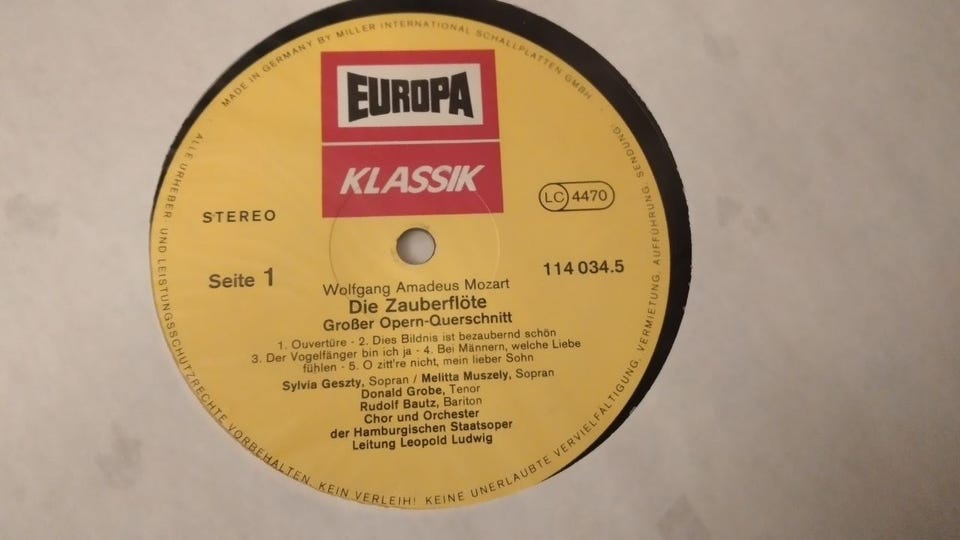 MADE IN GERMANY BY MILLER INTERNATIONAL SCHALLPLATTEN GMBH.
EUROPA
KLASSIK
STEREO
LC 4470
Seite 1
114 034.5
Wolfgang Amadeus Mozart
Die Zauberflöte
Großer Opern-Querschnitt
1. Ouvertüre - 2. Dies Bildnis ist bezaubernd schön
3. Der Vogelfänger bin ich ja - 4. Bei Männern, welche Liebe
fühlen - 5. O zitt're nicht, mein lieber Sohn
Sylvia Geszty, Sopran / Melitta Muszely, Sopran
Donald Grobe, Tenor
Rudolf Bautz, Bariton
Chor und Orchester
der Hamburgischen Staatsoper
Leitung Leopold Ludwig
ALLE URHEBER- UND LEISTUNGSSCHUTZRECHTE VORBEHALTEN. KEIN VERLEIH! KEINE UNERLAUBTE VERVIELFÄLTIGUNG, VERMIETUNG, AUFFÜHRUNG, SENDUNG.